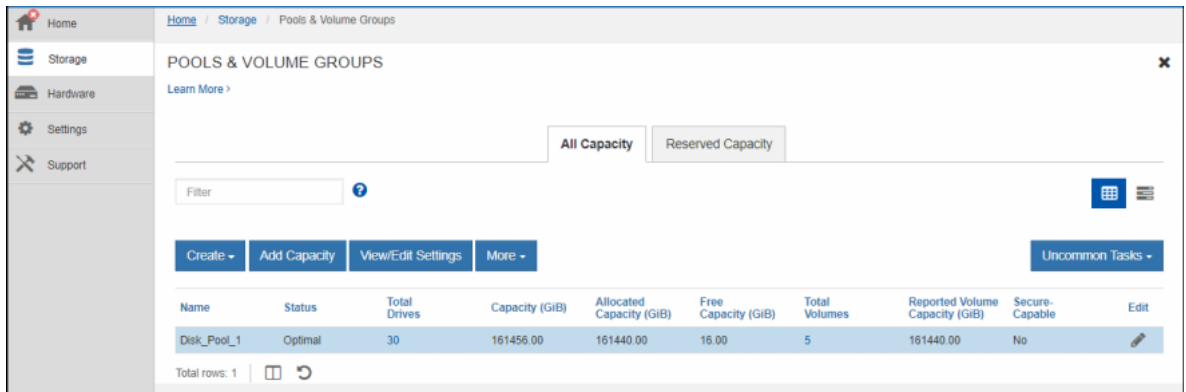 Home
Home / Storage / Pools & Volume Groups
Storage
POOLS & VOLUME GROUPS
Hardware
Learn More >
Settings
All Capacity
Reserved Capacity
Support
Filter
Create
Add Capacity
View/Edit Settings
More
Uncommon Tasks
Name Status Total Drives Capacity (GiB) Allocated Capacity (GiB) Free Capacity (GiB) Total Volumes Reported Volume Capacity (GiB) Secure-Capable Edit
Disk_Pool_1 Optimal 30 161456.00 161440.00 16.00 5 161440.00 No
Total rows: 1